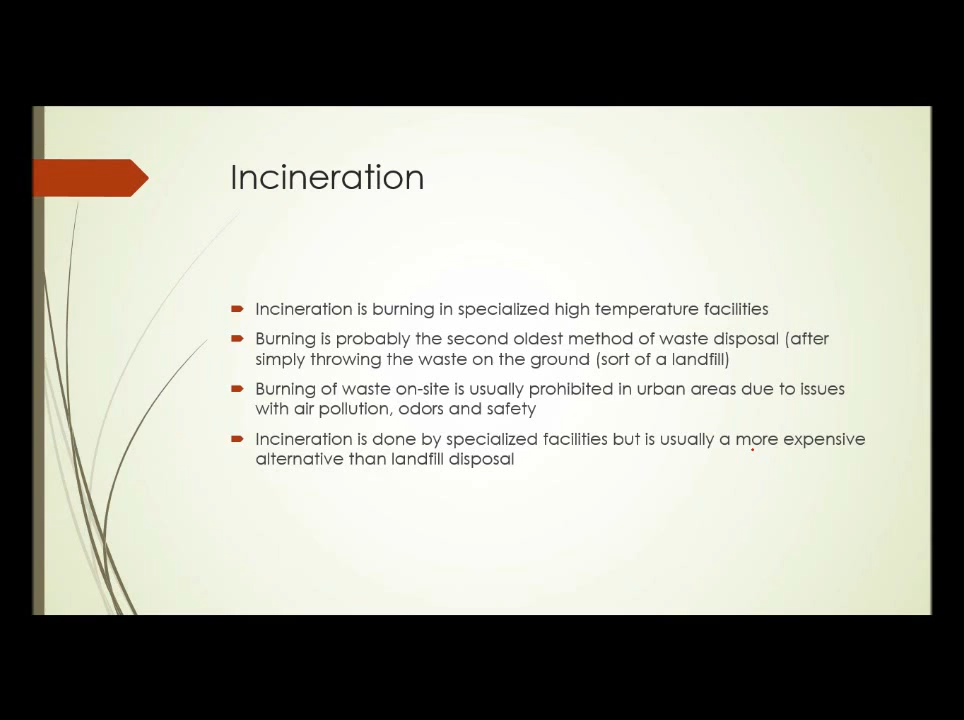 Incineration
Incineration is burning in specialized high temperature facilities
Burning is probably the second oldest method of waste disposal (after
simply throwing the waste on the ground (sort of a landfill)
Burning of waste on-site is usually prohibited in urban areas due to issues
with air pollution, odors and safety
Incineration is done by specialized facilities but is usually a more expensive
alternative than landfill disposal